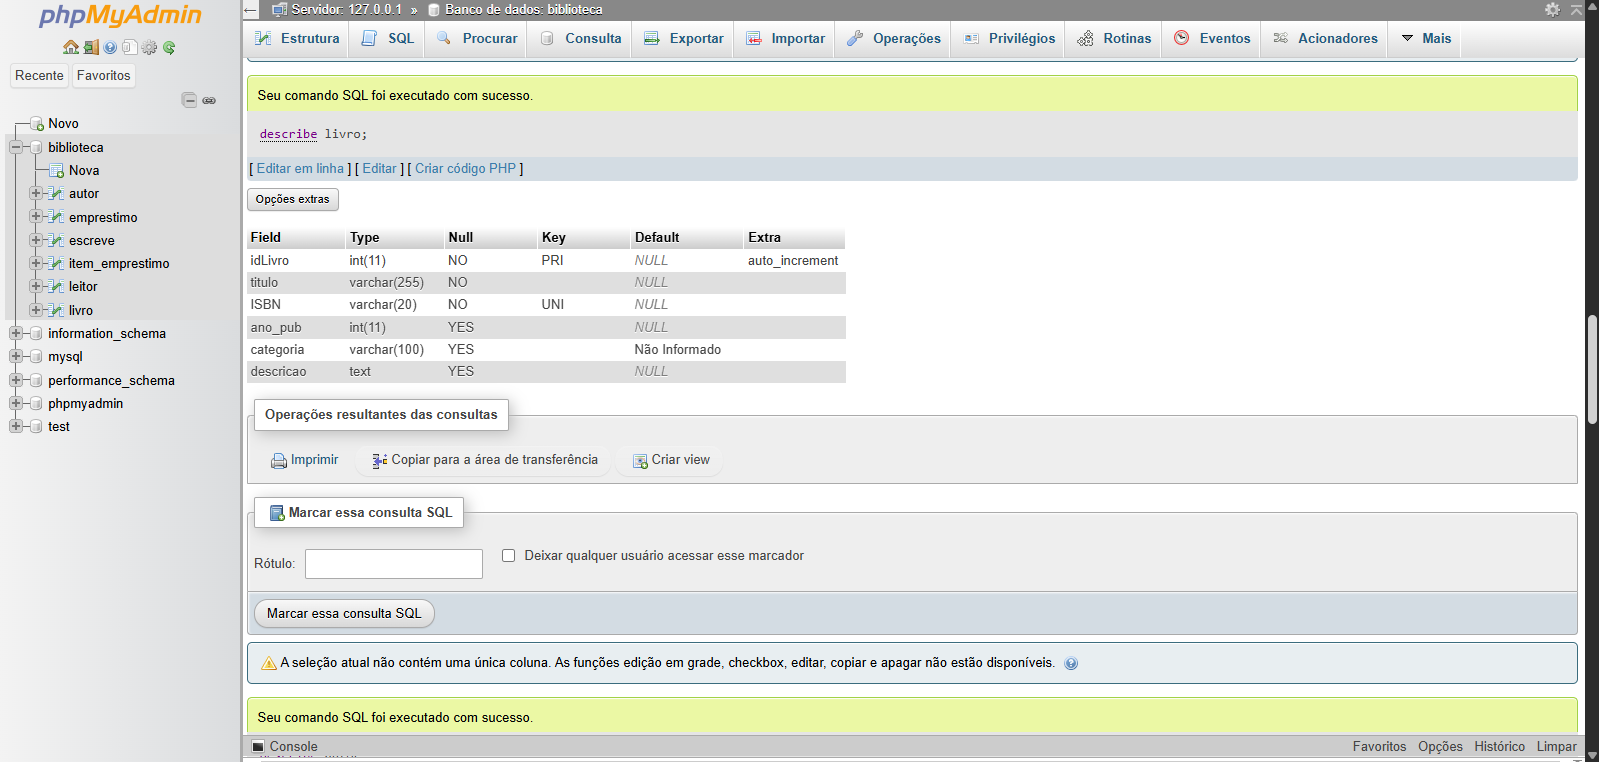 phpMyAdmin
Recente Favoritos
Novo
biblioteca
Nova
autor
emprestimo
escreve
item_emprestimo
leitor
livro
information_schema
mysql
performance_schema
phpmyadmin
test
Servidor: 127.0.0.1 » Banco de dados: biblioteca
Estrutura SQL Procurar Consulta Exportar Importar Operações Privilégios Rotinas Eventos Acionadores Mais
Seu comando SQL foi executado com sucesso.
describe livro;
[ Editar em linha ] [ Editar ] [ Criar código PHP ]
Opções extras
Field Type Null Key Default Extra
idLivro int(11) NO PRI NULL auto_increment
titulo varchar(255) NO NULL
ISBN varchar(20) NO UNI NULL
ano_pub int(11) YES NULL
categoria varchar(100) YES Não Informado
descricao text YES NULL
Operações resultantes das consultas
Imprimir Copiar para a área de transferência Criar view
Marcar essa consulta SQL
Rótulo: Deixar qualquer usuário acessar esse marcador
Marcar essa consulta SQL
A seleção atual não contém uma única coluna. As funções edição em grade, checkbox, editar, copiar e apagar não estão disponíveis.
Seu comando SQL foi executado com sucesso.
Console Favoritos Opções Histórico Limpar